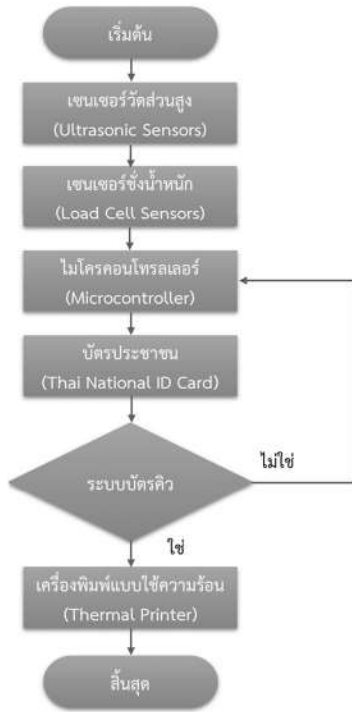 เริ่มต้น
เซนเซอร์วัดส่วนสูง
(Ultrasonic Sensors)
เซนเซอร์ชั่งน้ำหนัก
(Load Cell Sensors)
ไมโครคอนโทรลเลอร์
(Microcontroller)
บัตรประชาชน
(Thai National ID Card)
ระบบบัตรคิว
ไม่ใช่
ใช่
เครื่องพิมพ์แบบใช้ความร้อน
(Thermal Printer)
สิ้นสุด